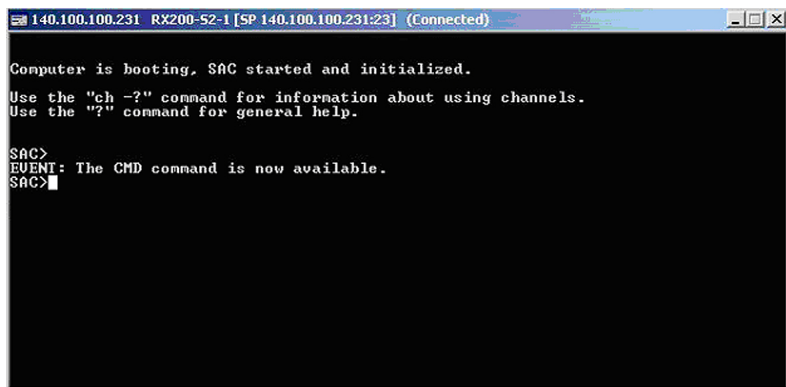 140.100.100.231 RX200-S2-1 [SP 140.100.100.231:23] (Connected)
Computer is booting, SAC started and initialized.
Use the "ch -?" command for information about using channels.
Use the "?" command for general help.
SAC>
EVENT: The CMD command is now available.
SAC>